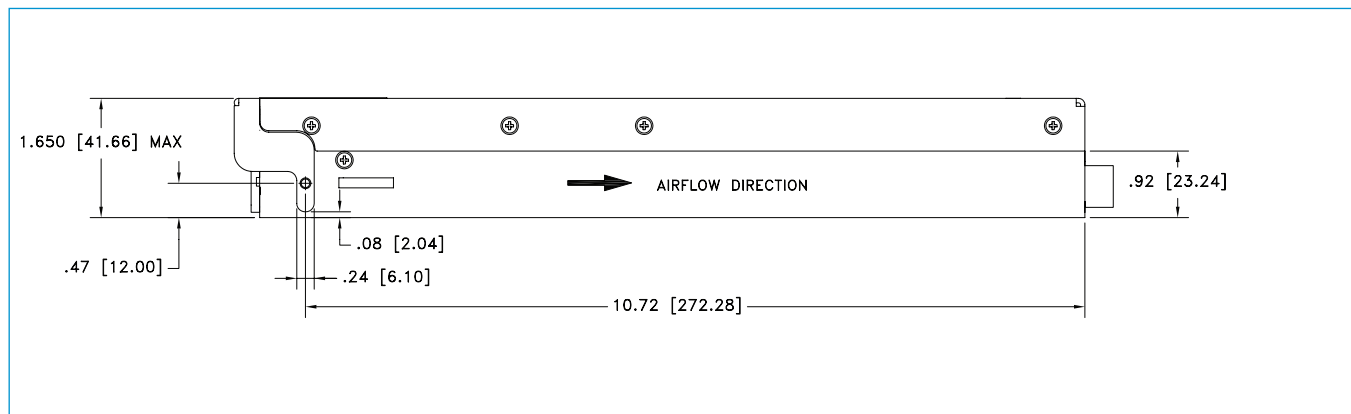 1.650 [41.66] MAX
AIRFLOW DIRECTION
.92 [23.24]
.08 [2.04]
.47 [12.00]
.24 [6.10]
10.72 [272.28]